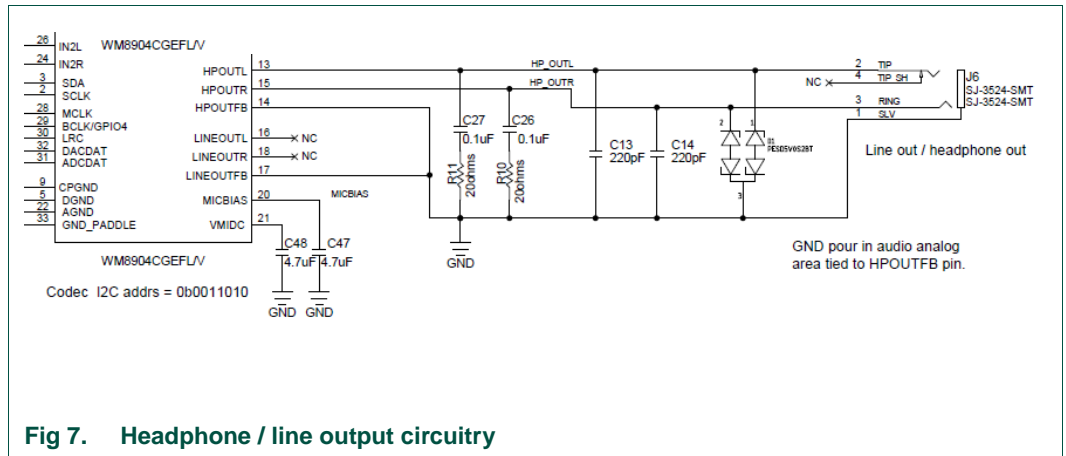 26 IN2L WM8904CGEFL/V
24 IN2R
HPOUTL 13 HP_OUTL 2 TIP
NC 4 TIP_SH J6
3 SDA
2 SCLK
HPOUTR 15 HP_OUTR
SJ-3524-SMT
SJ-3524-SMT
28 MCLK
HPOUTFB 14 3 RING
1 SLV
29 BCLK/GPIO4
30 LRC
32 DACDAT
31 ADCDAT
LINEOUTL 16 NC
LINEOUTR 18 NC
LINEOUTFB 17
C27
0.1uF
C26
0.1uF
R11
20ohms
R10
20ohms
C13
220pF
C14
220pF
2 1
D1
PESD5V0S2BT
3
Line out / headphone out
9 CPGND
5 DGND
22 AGND
33 GND_PADDLE
MICBIAS 20 MICBIAS
VMIDC 21
C48
4.7uF
C47
4.7uF
GND
GND
GND
WM8904CGEFL/V
Codec I2C addrs = 0b0011010
GND pour in audio analog
area tied to HPOUTFB pin.
Fig 7. Headphone / line output circuitry